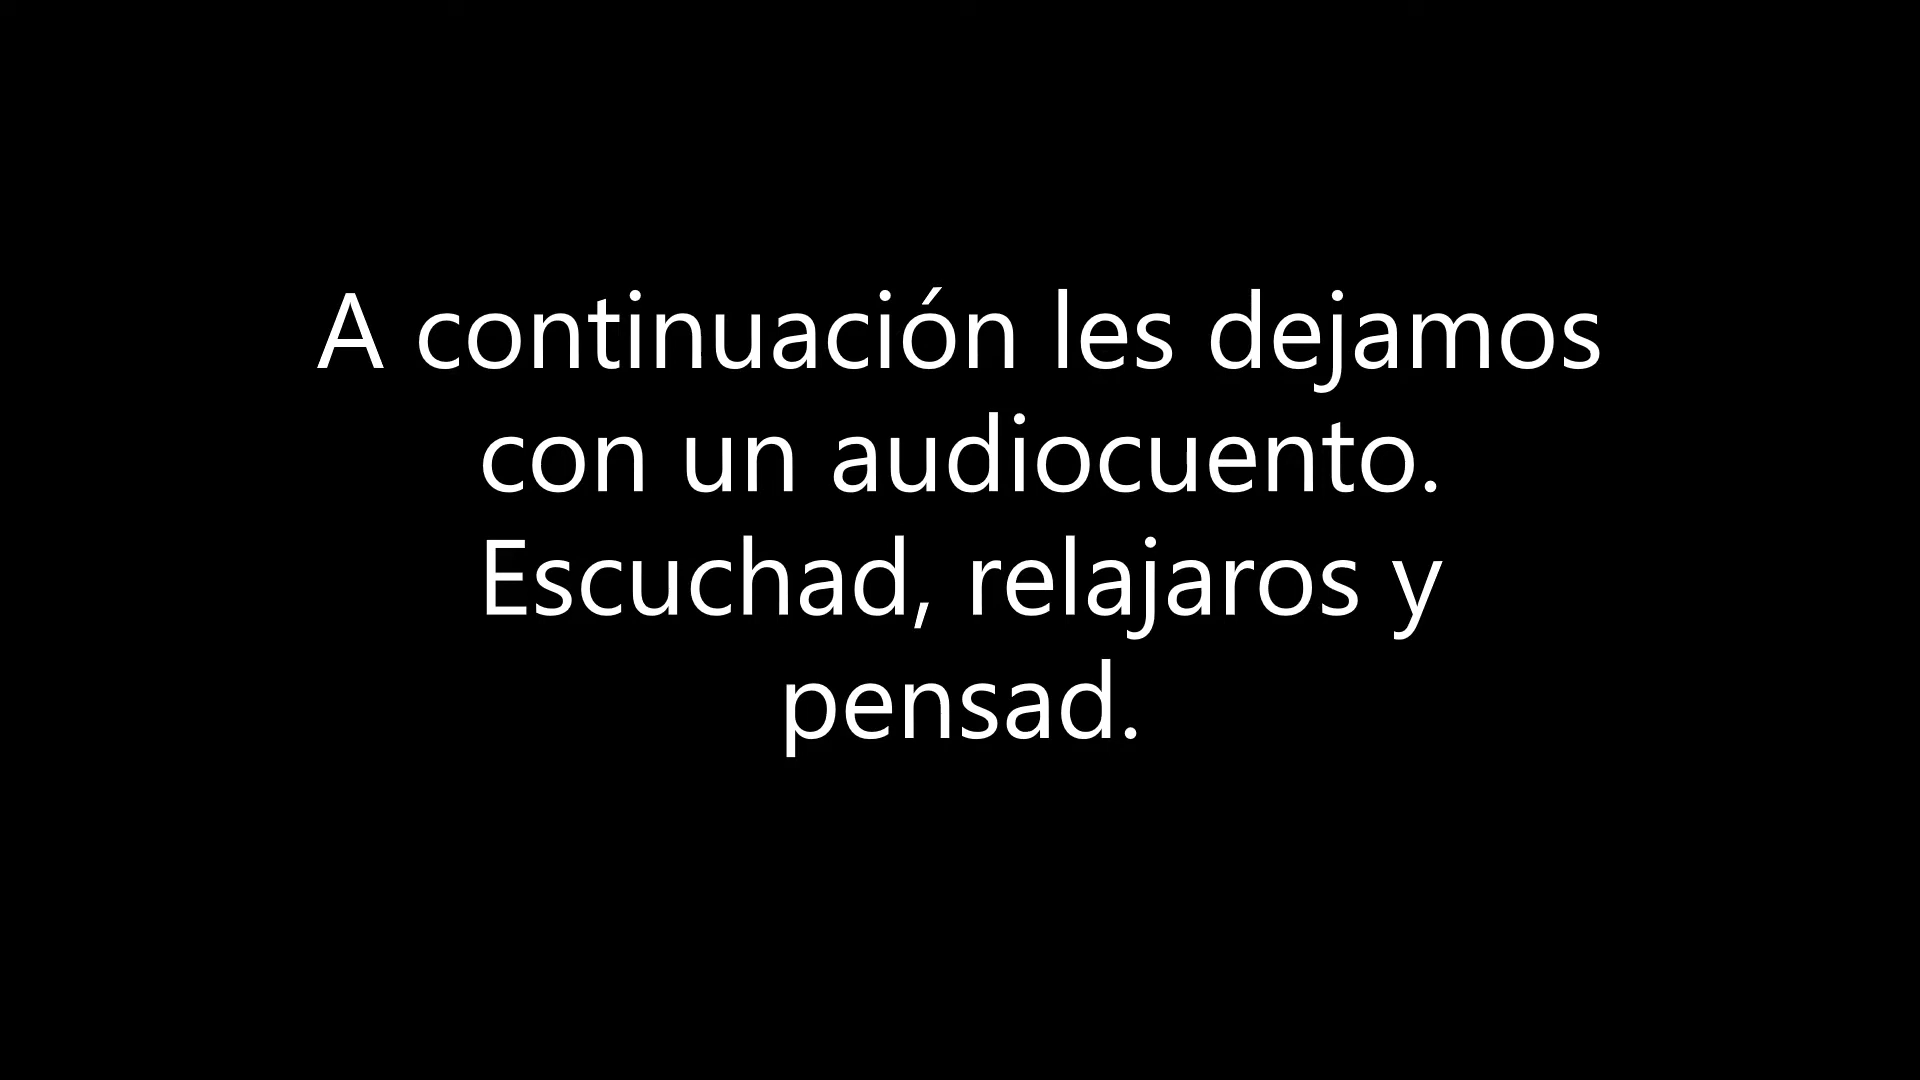 A continuación les dejamos
con un audiocuento.
Escuchad, relajaros y
pensad.